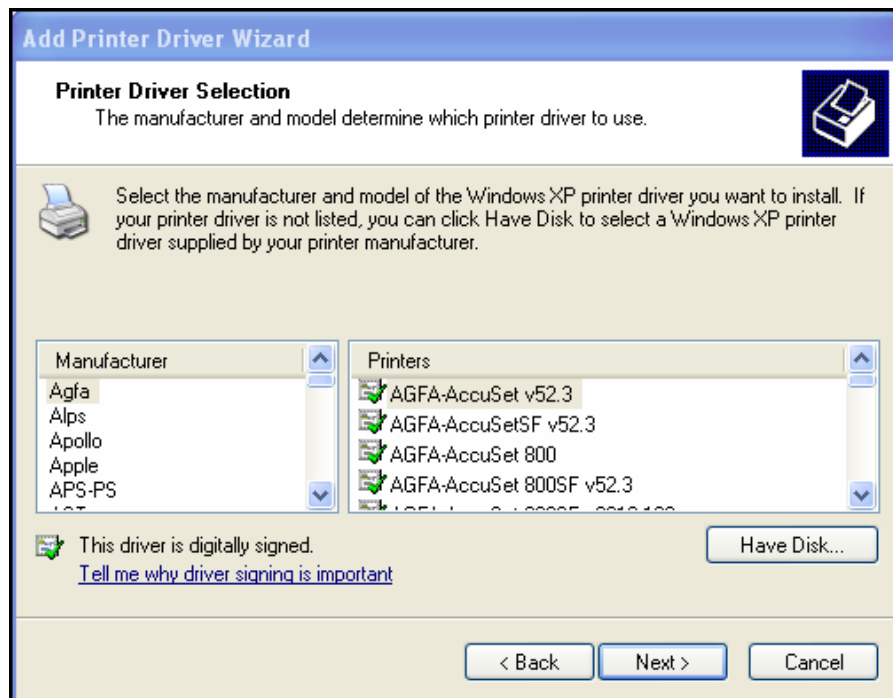 Add Printer Driver Wizard
Printer Driver Selection
The manufacturer and model determine which printer driver to use.
Select the manufacturer and model of the Windows XP printer driver you want to install. If
your printer driver is not listed, you can click Have Disk to select a Windows XP printer
driver supplied by your printer manufacturer.
Manufacturer
Agfa
Alps
Apollo
Apple
APS-PS
Printers
AGFA-AccuSet v52.3
AGFA-AccuSetSF v52.3
AGFA-AccuSet 800
AGFA-AccuSet 800SF v52.3
This driver is digitally signed.
Tell me why driver signing is important
Have Disk...
< Back
Next >
Cancel